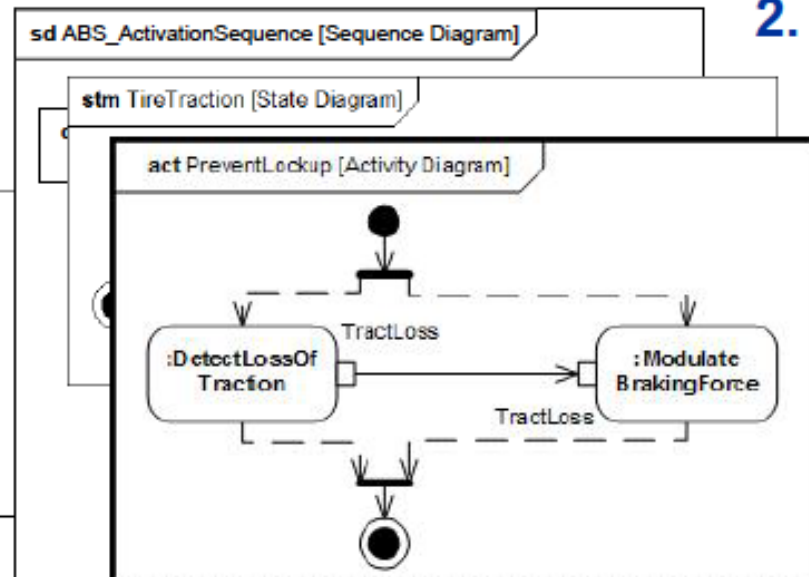 2.
sd ABS_ActivationSequence [Sequence Diagram]
stm TireTraction [State Diagram]
act PreventLockup [Activity Diagram]
TractLoss
:DetectLossOf
Traction
:Modulate
BrakingForce
TractLoss